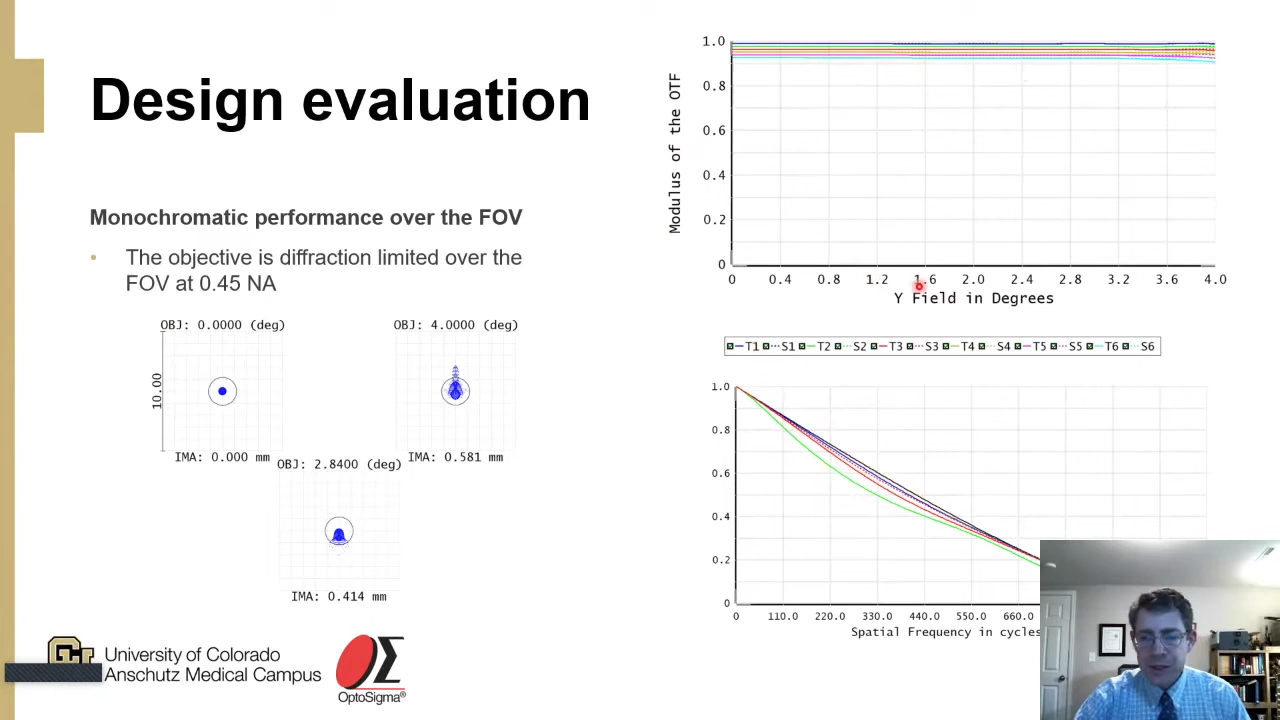 Design evaluation
Monochromatic performance over the FOV
• The objective is diffraction limited over the
FOV at 0.45 NA
OBJ: 0.0000 (deg)
10.00
IMA: 0.000 mm
OBJ: 4.0000 (deg)
IMA: 0.581 mm
OBJ: 2.8400 (deg)
IMA: 0.414 mm
University of Colorado
Anschutz Medical Campus
OptoSigma®
Modulus of the OTF
1.0
0.8
0.6
0.4
0.2
0
0 0.4 0.8 1.2 1.6 2.0 2.4 2.8 3.2 3.6 4.0
Y Field in Degrees
T1 S1 T2 S2 T3 S3 T4 S4 T5 S5 T6 S6
1.0
0.8
0.6
0.4
0.2
0
0 110.0 220.0 330.0 440.0 550.0 660.0
Spatial Frequency in cycles